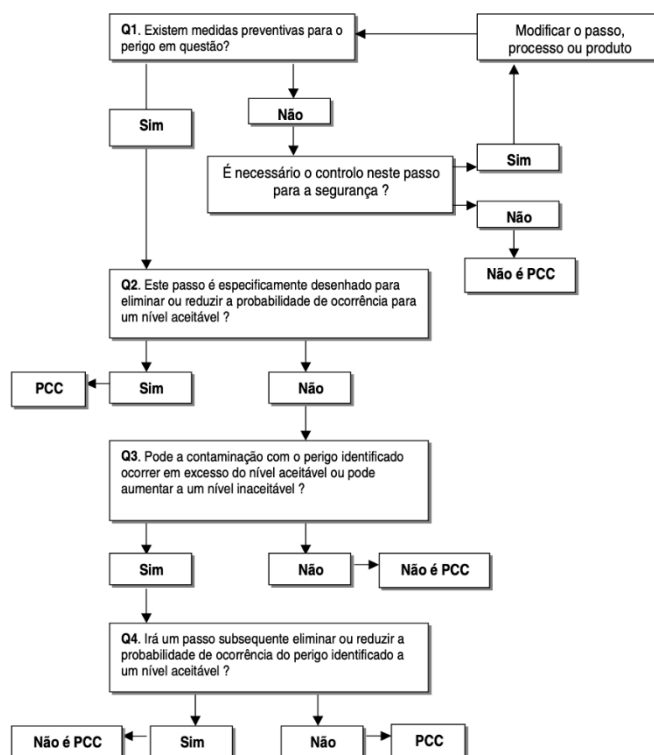 Q1. Existem medidas preventivas para o
perigo em questão?
Modificar o passo,
processo ou produto
Sim
Não
É necessário o controlo neste passo
para a segurança ?
Sim
Não
Não é PCC
Q2. Este passo é especificamente desenhado para
eliminar ou reduzir a probabilidade de ocorrência para
um nível aceitável ?
PCC
Sim
Não
Q3. Pode a contaminação com o perigo identificado
ocorrer em excesso do nível aceitável ou pode
aumentar a um nível inaceitável ?
Sim
Não
Não é PCC
Q4. Irá um passo subsequente eliminar ou reduzir a
probabilidade de ocorrência do perigo identificado a
um nível aceitável ?
Não é PCC
Sim
Não
PCC